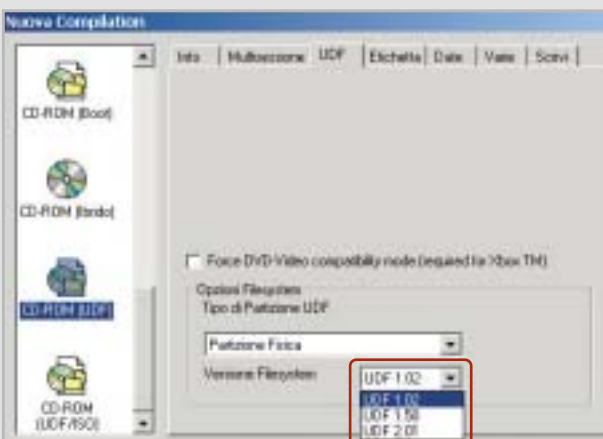 Nuova Compilation
Info Multisessione UDF Etichetta Date Varie Scrivi
CD-ROM (Boot)
CD-ROM (Ibrido)
CD-ROM (UDF)
CD-ROM
(UDF/ISO)
Force DVD-Video compatibility mode (required for Xbox TM)
Opzioni Filesystem
Tipo di Partizione UDF
Partizione Fisica
Versione Filesystem
UDF 1.02
UDF 1.02
UDF 1.50
UDF 2.01